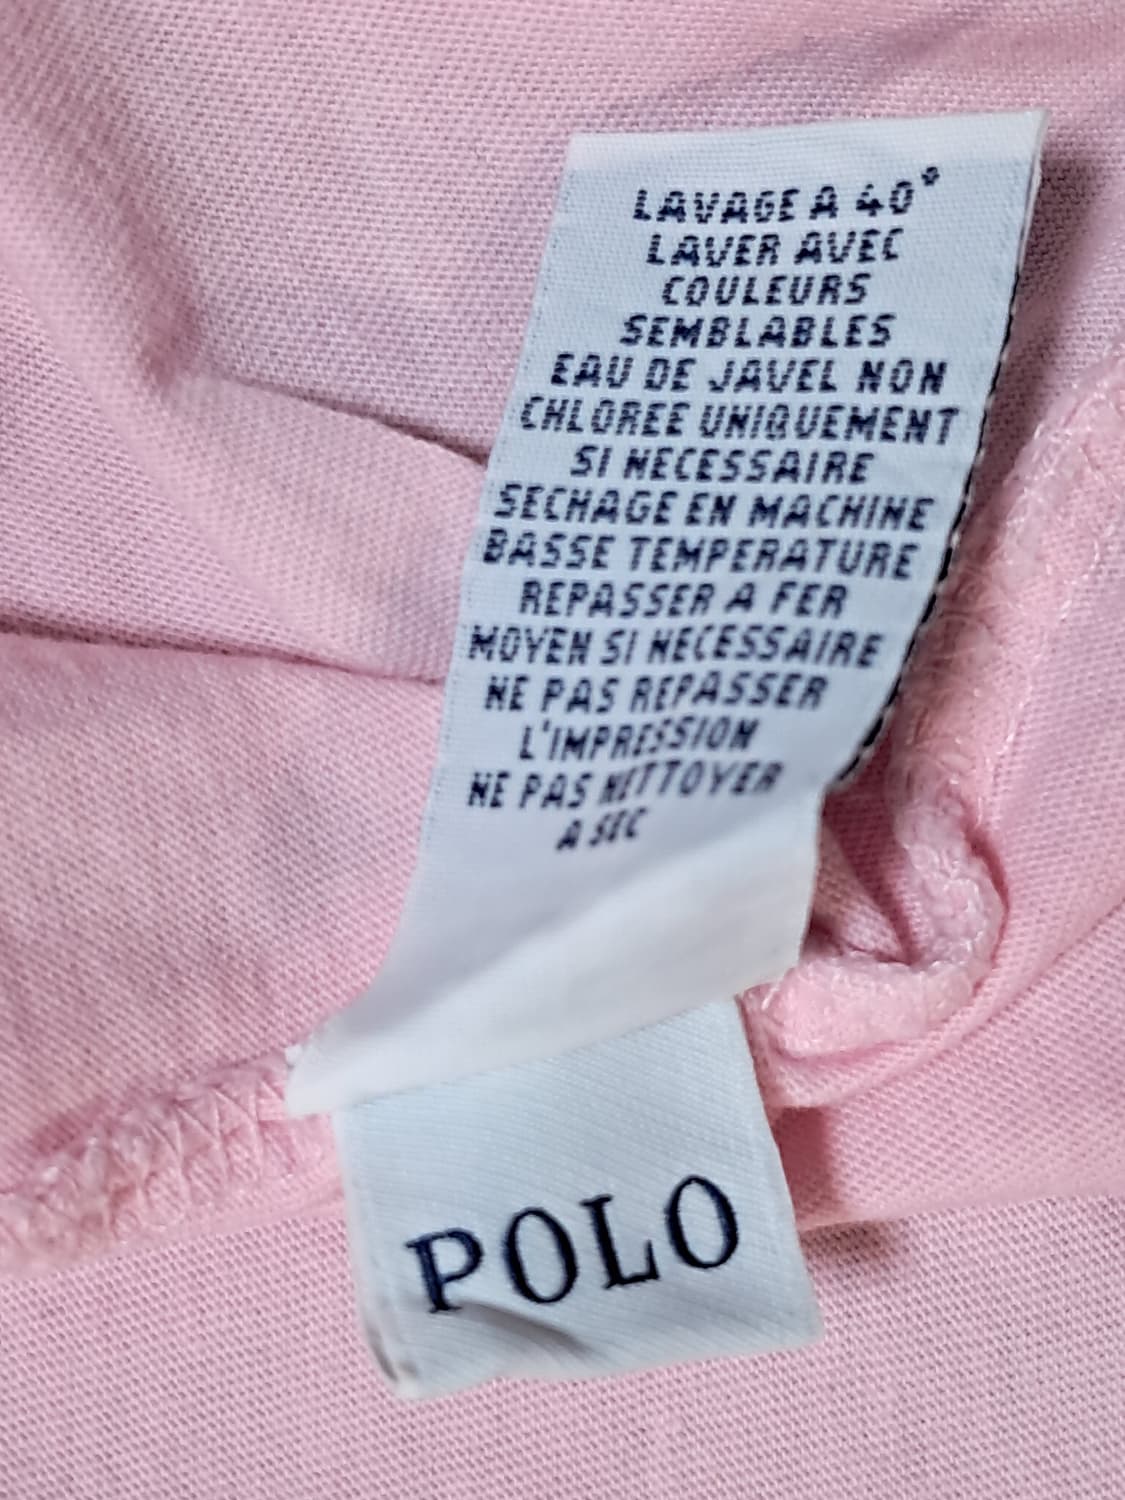 LAVAGE A 40°
LAVER AVEC
COULEURS
SEMBLABLES
EAU DE JAVEL NON
CHLOREE UNIQUEMENT
SI NECESSAIRE
SECHAGE EN MACHINE
BASSE TEMPERATURE
REPASSER A FER
MOYEN SI NECESSAIRE
NE PAS REPASSER
L'IMPRESSION
NE PAS NETTOYER
A SEC
POLO